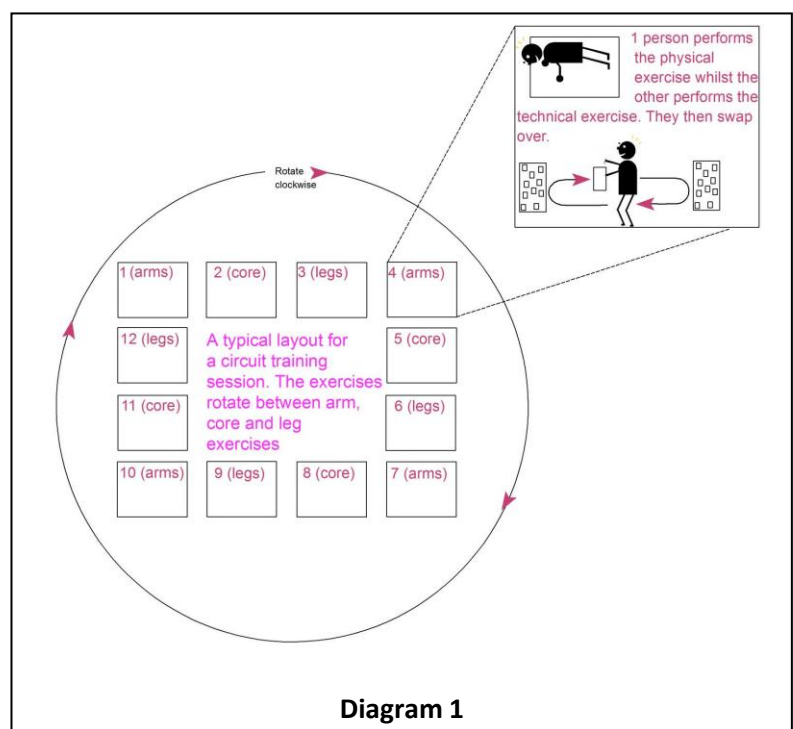 1 person performs
the physical
exercise whilst the
other performs the
technical exercise. They then swap
over.
Rotate
clockwise
1 (arms)
2 (core)
3 (legs)
4 (arms)
12 (legs)
A typical layout for
a circuit training
session. The exercises
rotate between arm,
core and leg
exercises
5 (core)
11 (core)
6 (legs)
10 (arms)
9 (legs)
8 (core)
7 (arms)
Diagram 1